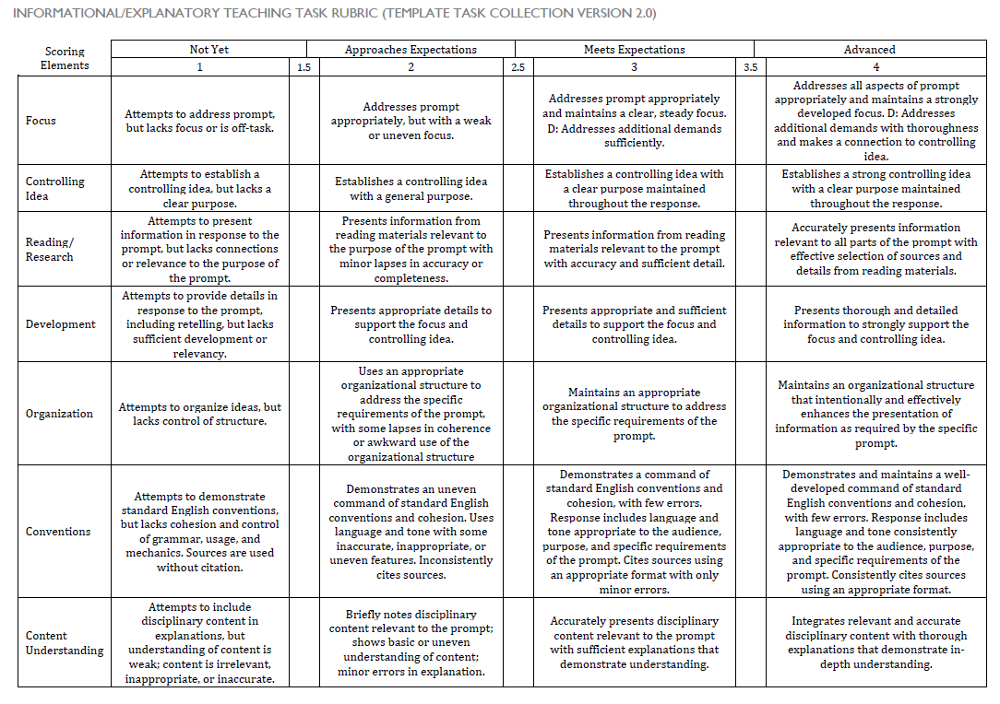 INFORMATIONAL/EXPLANATORY TEACHING TASK RUBRIC (TEMPLATE TASK COLLECTION VERSION 2.0)
Scoring
Elements
Not Yet
Approaches Expectations
Meets Expectations
Advanced
1
1.5
2
2.5
3
3.5
4
Focus
Attempts to address prompt,
but lacks focus or is off-task.
Addresses prompt
appropriately, but with a weak
or uneven focus.
Addresses prompt appropriately
and maintains a clear, steady focus.
D: Addresses additional demands
sufficiently.
Addresses all aspects of prompt
appropriately and maintains a strongly
developed focus. D: Addresses
additional demands with thoroughness
and makes a connection to controlling
idea.
Controlling
Idea
Attempts to establish a
controlling idea, but lacks a
clear purpose.
Establishes a controlling idea
with a general purpose.
Establishes a controlling idea with
a clear purpose maintained
throughout the response.
Establishes a strong controlling idea
with a clear purpose maintained
throughout the response.
Reading/
Research
Attempts to present
information in response to the
prompt, but lacks connections
or relevance to the purpose of
the prompt.
Presents information from
reading materials relevant to
the purpose of the prompt with
minor lapses in accuracy or
completeness.
Presents information from reading
materials relevant to the prompt
with accuracy and sufficient detail.
Accurately presents information
relevant to all parts of the prompt with
effective selection of sources and
details from reading materials.
Development
Attempts to provide details in
response to the prompt,
including retelling, but lacks
sufficient development or
relevancy.
Presents appropriate details to
support the focus and
controlling idea.
Presents appropriate and sufficient
details to support the focus and
controlling idea.
Presents thorough and detailed
information to strongly support the
focus and controlling idea.
Organization
Attempts to organize ideas, but
lacks control of structure.
Uses an appropriate
organizational structure to
address the specific
requirements of the prompt,
with some lapses in coherence
or awkward use of the
organizational structure
Maintains an appropriate
organizational structure to address
the specific requirements of the
prompt.
Maintains an organizational structure
that intentionally and effectively
enhances the presentation of
information as required by the specific
prompt.
Conventions
Attempts to demonstrate
standard English conventions,
but lacks cohesion and control
of grammar, usage, and
mechanics. Sources are used
without citation.
Demonstrates an uneven
command of standard English
conventions and cohesion. Uses
language and tone with some
inaccurate, inappropriate, or
uneven features. Inconsistently
cites sources.
Demonstrates a command of
standard English conventions and
cohesion, with few errors.
Response includes language and
tone appropriate to the audience,
purpose, and specific requirements
of the prompt. Cites sources using
an appropriate format with only
minor errors.
Demonstrates and maintains a well-
developed command of standard
English conventions and cohesion,
with few errors. Response includes
language and tone consistently
appropriate to the audience, purpose,
and specific requirements of the
prompt. Consistently cites sources
using an appropriate format.
Content
Understanding
Attempts to include
disciplinary content in
explanations, but
understanding of content is
weak; content is irrelevant,
inappropriate, or inaccurate.
Briefly notes disciplinary
content relevant to the prompt;
shows basic or uneven
understanding of content;
minor errors in explanation.
Accurately presents disciplinary
content relevant to the prompt
with sufficient explanations that
demonstrate understanding.
Integrates relevant and accurate
disciplinary content with thorough
explanations that demonstrate in-
depth understanding.